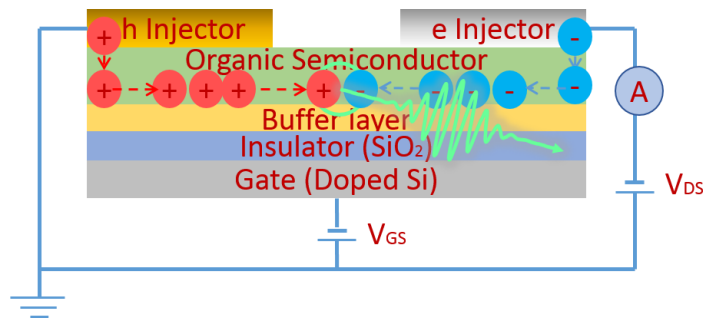 h Injector
e Injector
+
-
Organic Semiconductor
+ + + + + - - - - -
A
Buffer layer
Insulator (SiO₂)
Gate (Doped Si)
VDS
VGS